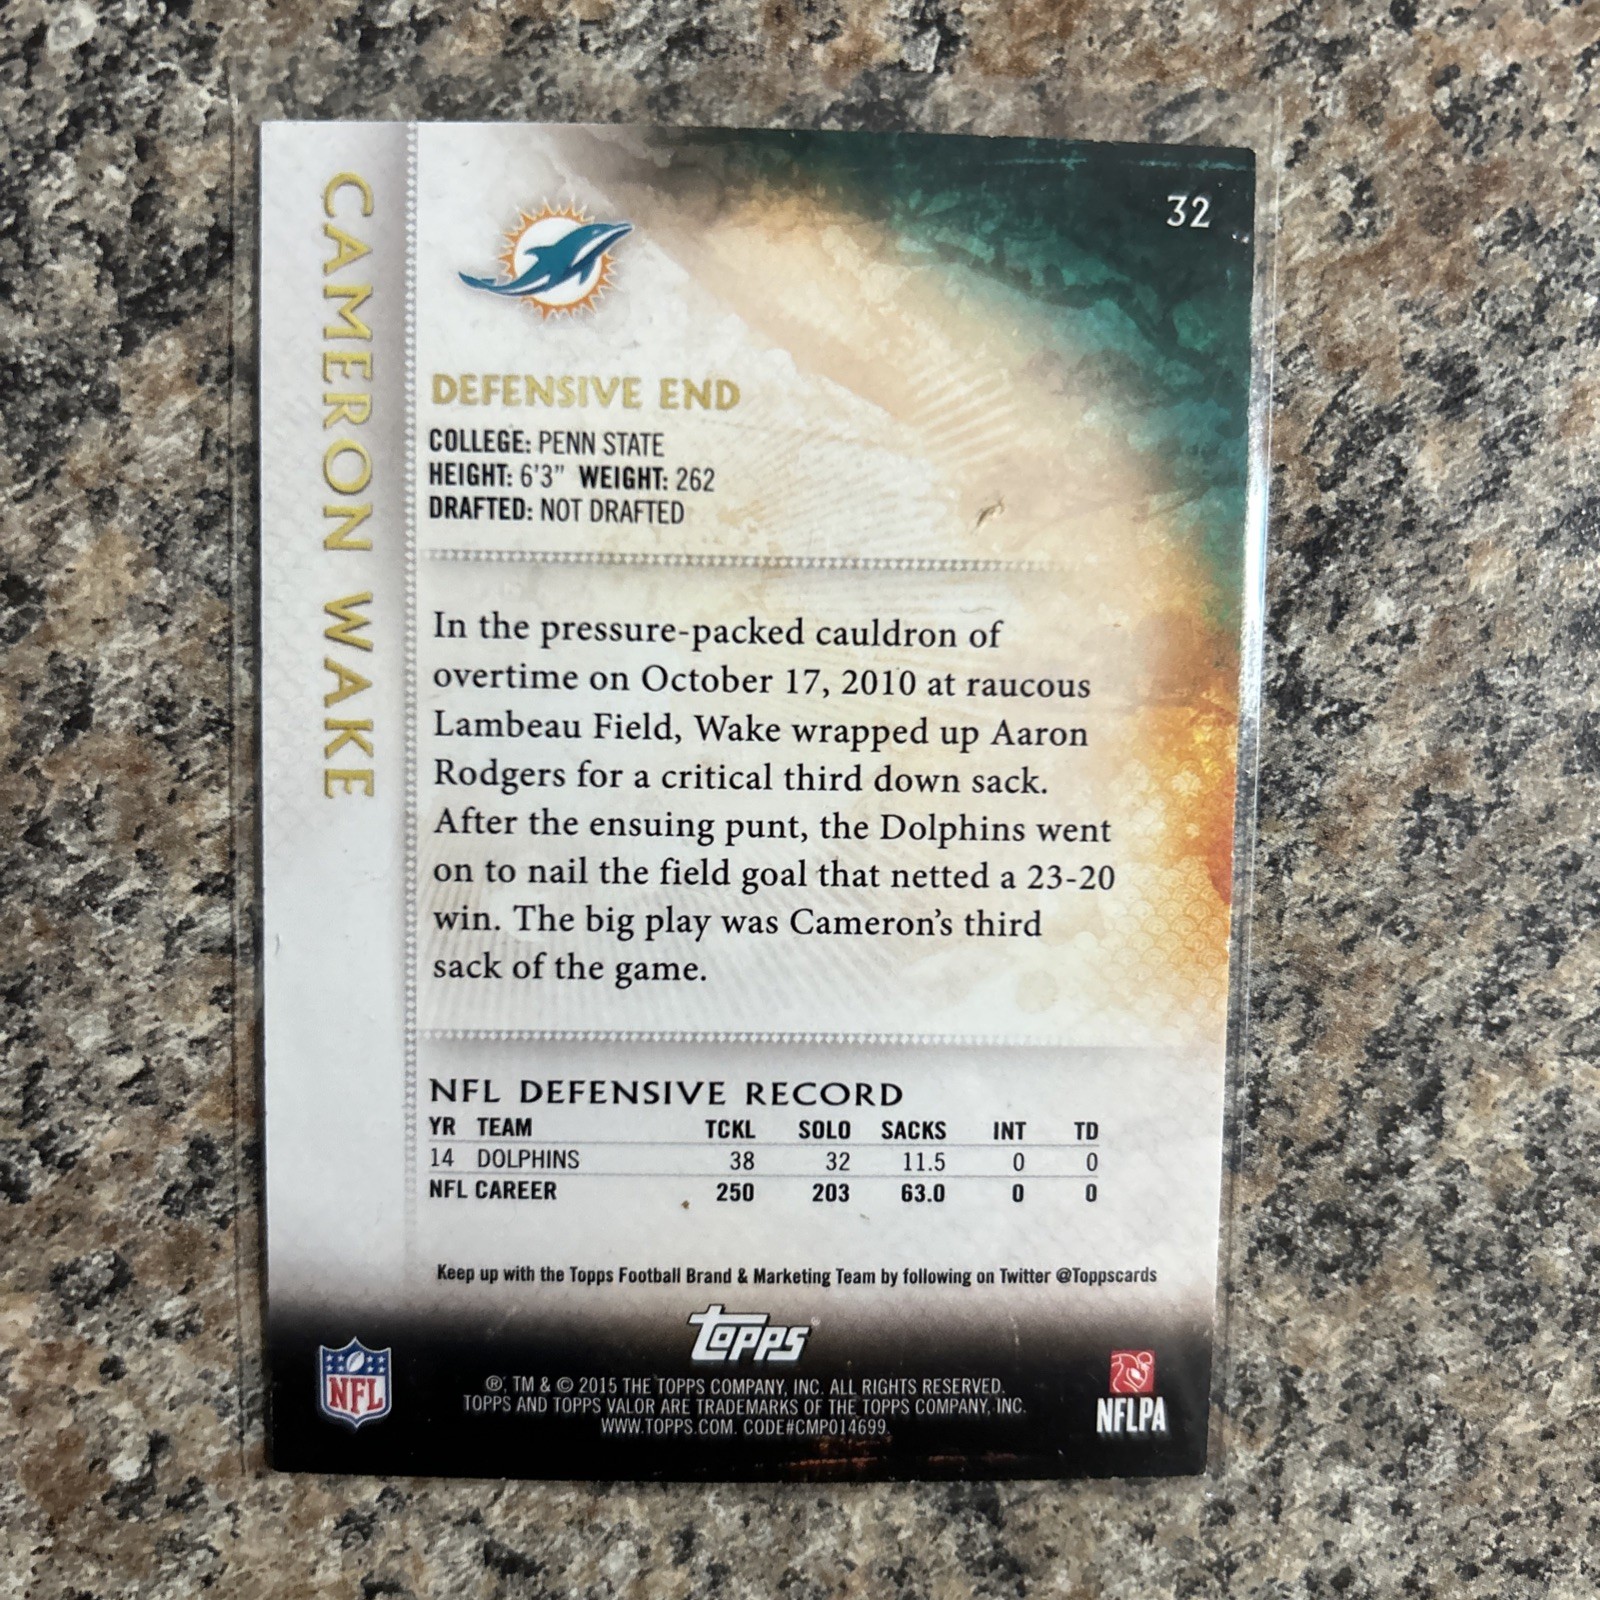 32
CAMERON WAKE
DEFENSIVE END
COLLEGE: PENN STATE
HEIGHT: 6'3" WEIGHT: 262
DRAFTED: NOT DRAFTED
In the pressure-packed cauldron of
overtime on October 17, 2010 at raucous
Lambeau Field, Wake wrapped up Aaron
Rodgers for a critical third down sack.
After the ensuing punt, the Dolphins went
on to nail the field goal that netted a 23-20
win. The big play was Cameron's third
sack of the game.
NFL DEFENSIVE RECORD
YR TEAM TCKL SOLO SACKS INT TD
14 DOLPHINS 38 32 11.5 0 0
NFL CAREER 250 203 63.0 0 0
Keep up with the Topps Football Brand & Marketing Team by following on Twitter @Toppscards
topps
®, TM & © 2015 THE TOPPS COMPANY, INC. ALL RIGHTS RESERVED.
TOPPS AND TOPPS VALOR ARE TRADEMARKS OF THE TOPPS COMPANY, INC.
WWW.TOPPS.COM. CODE#CMP014699.
NFL
NFLPA